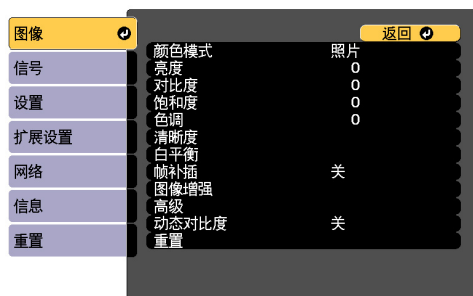 图像
信号
设置
扩展设置
网络
信息
重置
返回
颜色模式 照片
亮度 0
对比度 0
饱和度 0
色调 0
清晰度
白平衡
帧补插 关
图像增强
高级
动态对比度 关
重置